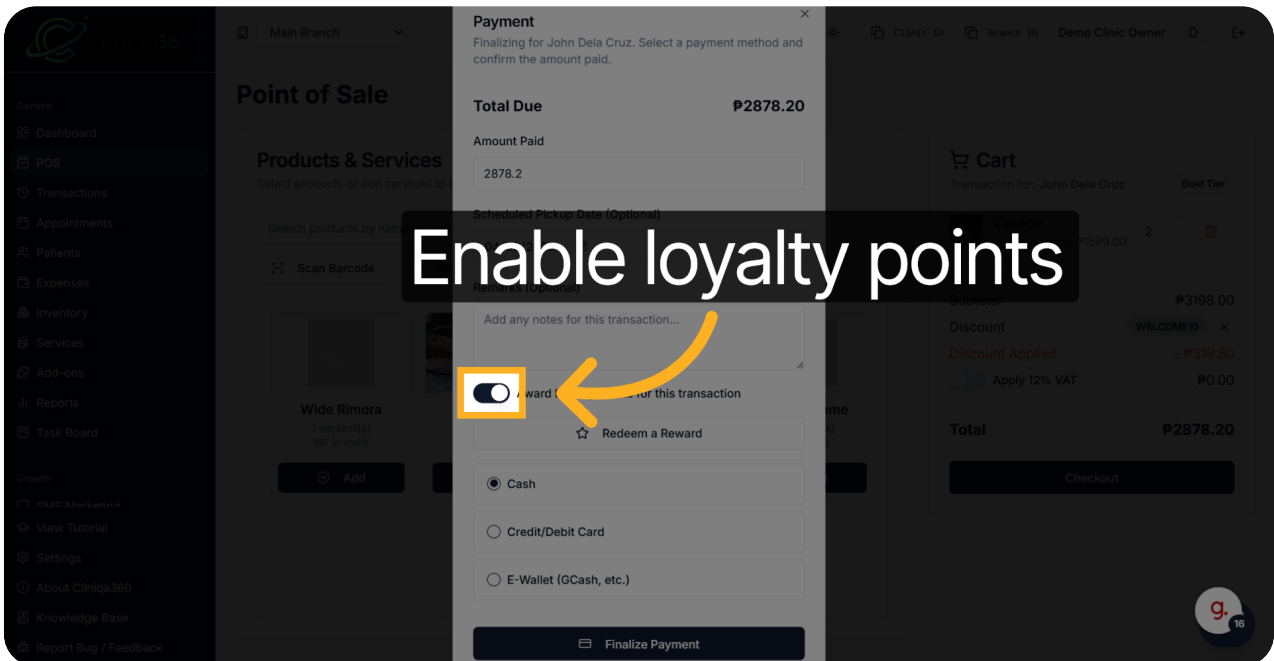 Cliniqa360
Main Branch
Clinic ID
Branch ID
Demo Clinic Owner
D
General
Dashboard
POS
Transactions
Appointments
Patients
Expenses
Inventory
Services
Add-ons
Reports
Task Board
Growth
SMS Marketing
View Tutorial
Settings
About Cliniqa360
Knowledge Base
Report Bug / Feedback
Point of Sale
Products & Services
Select products or add services to
Search products by nam
Scan Barcode
Wide Rimora
1 variant(s)
197 in stock
Add
Payment
Finalizing for John Dela Cruz. Select a payment method and
confirm the amount paid.
Total Due ₱2878.20
Amount Paid
2878.2
Scheduled Pickup Date (Optional)
Enable loyalty points
Remarks (Optional)
Add any notes for this transaction...
for this transaction
Redeem a Reward
Cash
Credit/Debit Card
E-Wallet (GCash, etc.)
Finalize Payment
Cart
Transaction for: John Dela Cruz
Gold Tier
Vintage
₱1599.00
2
Subtotal ₱3198.00
Discount WELCOME10
Discount Applied - ₱319.80
Apply 12% VAT ₱0.00
Total ₱2878.20
Checkout
g.
16